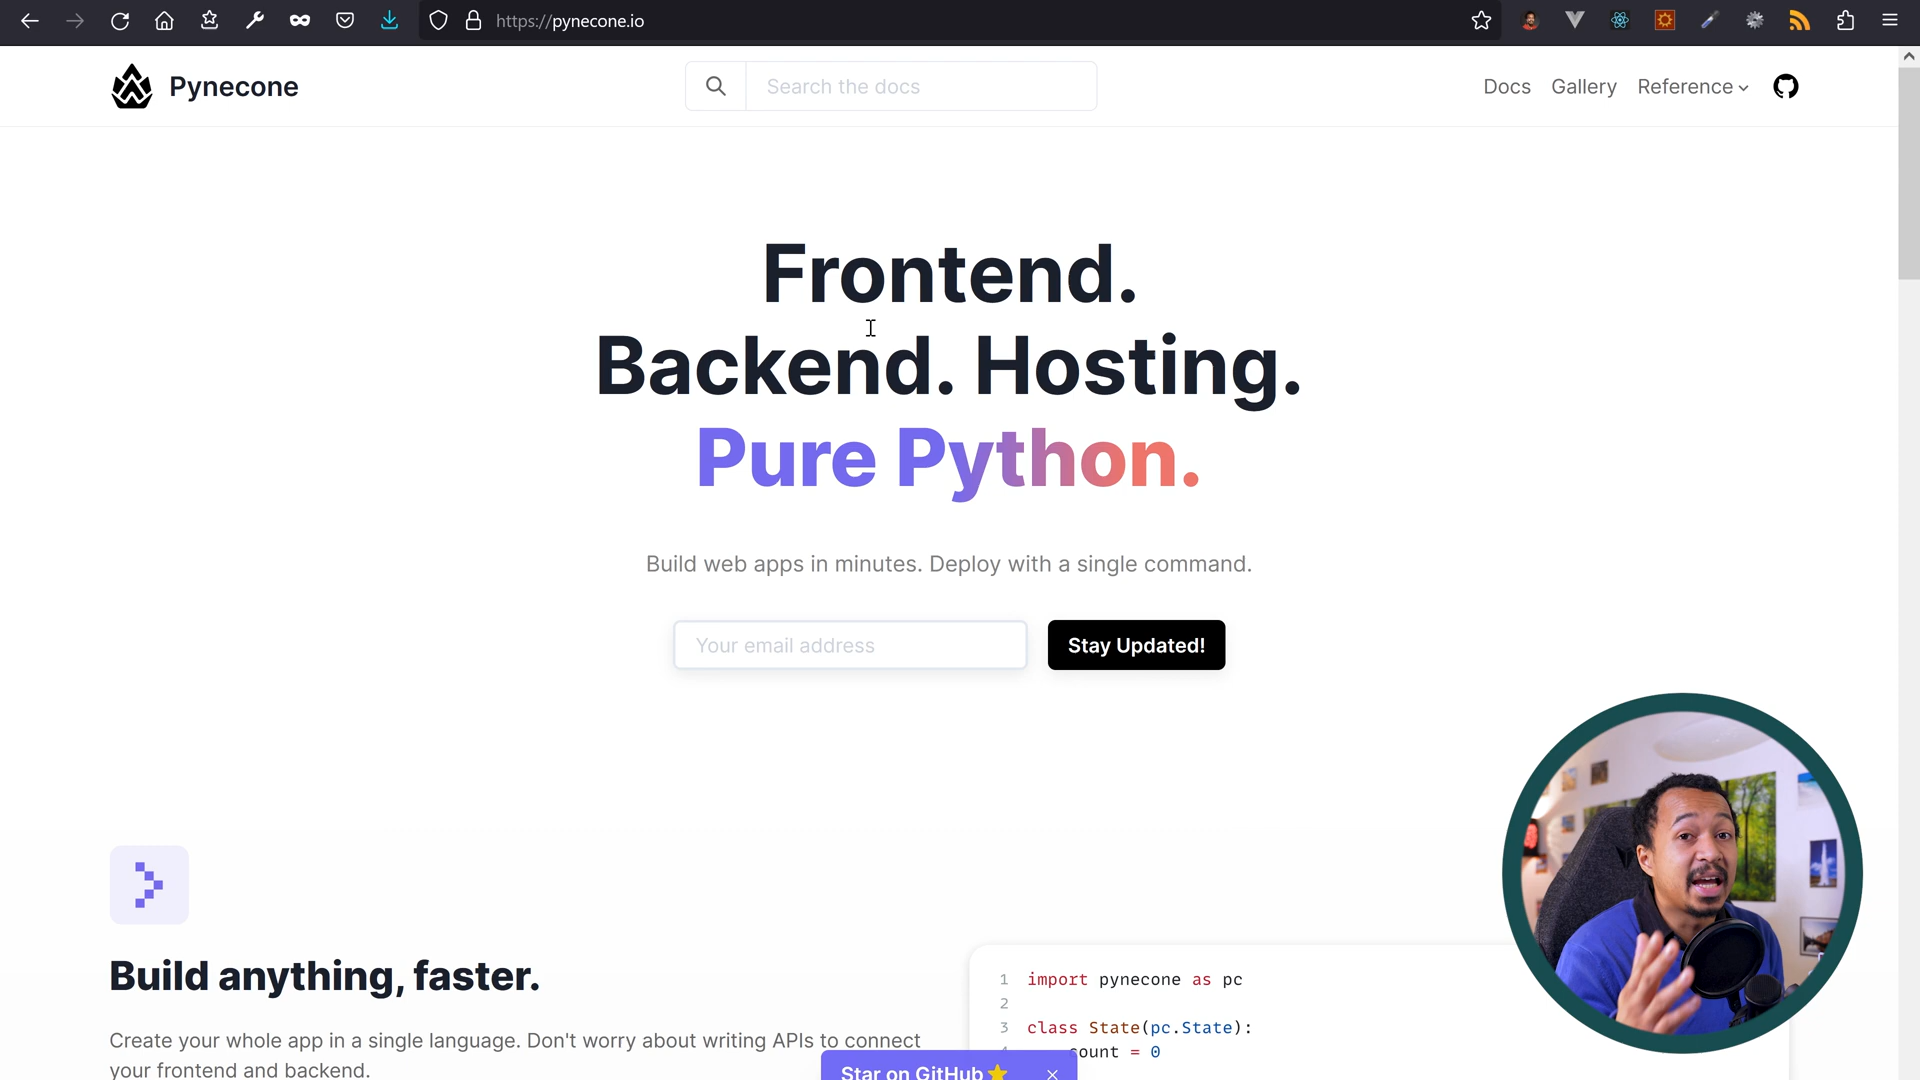 https://pynecone.io
Pynecone
Search the docs
Docs
Gallery
Reference
Frontend.
Backend. Hosting.
Pure Python.
Build web apps in minutes. Deploy with a single command.
Your email address
Stay Updated!
Build anything, faster.
Create your whole app in a single language. Don't worry about writing APIs to connect
your frontend and backend.
1 import pynecone as pc
2
3 class State(pc.State):
4 count = 0
Star on GitHub